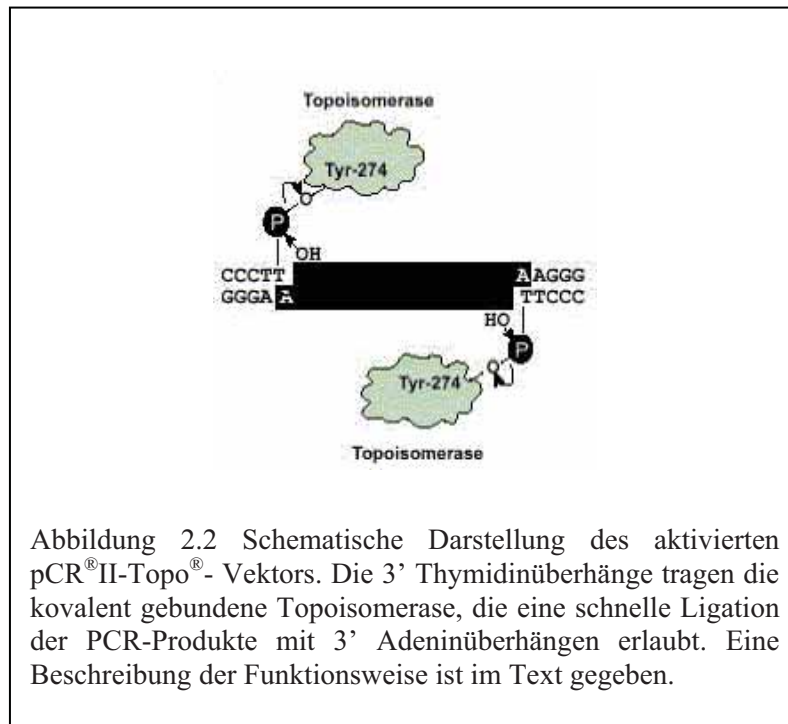 Topoisomerase
Tyr-274
O
P
OH
CCCTT A AGGG
GGGA A TTCCC
HO
P
O
Tyr-274
Topoisomerase
Abbildung 2.2 Schematische Darstellung des aktivierten
pCR®II-Topo®- Vektors. Die 3’ Thymidinüberhänge tragen die
kovalent gebundene Topoisomerase, die eine schnelle Ligation
der PCR-Produkte mit 3’ Adeninüberhängen erlaubt. Eine
Beschreibung der Funktionsweise ist im Text gegeben.